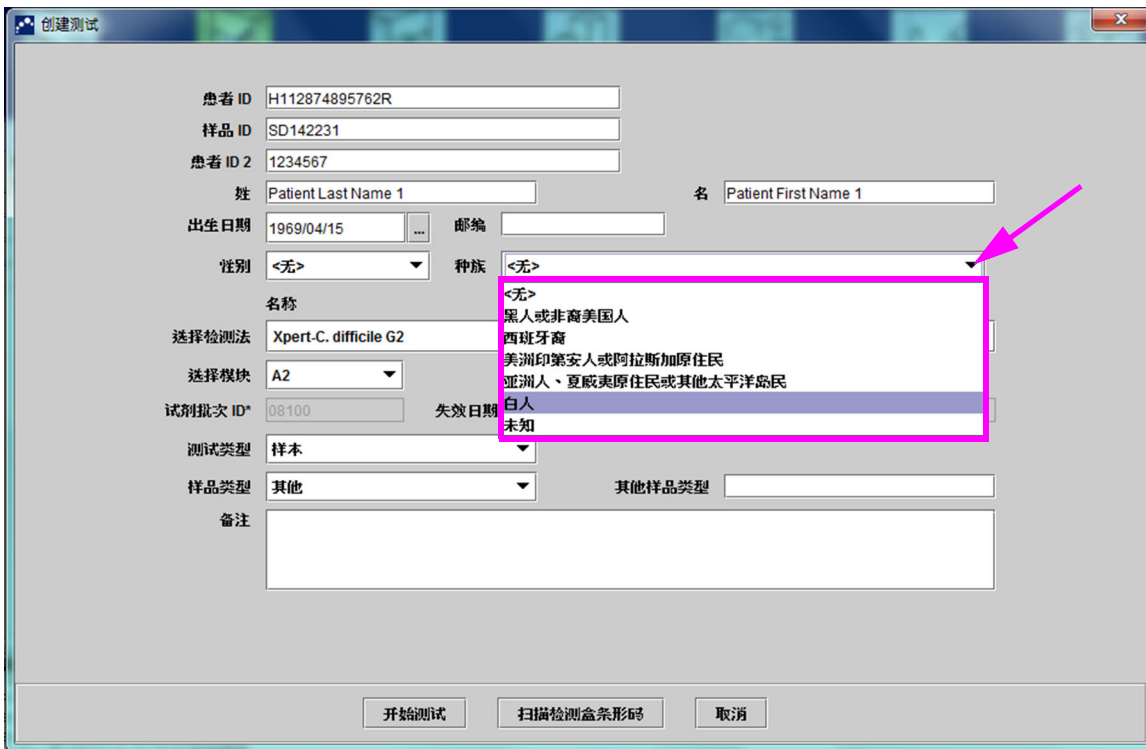 创建测试
患者 ID H112874895762R
样品 ID SD142231
患者 ID 2 1234567
姓 Patient Last Name 1 名 Patient First Name 1
出生日期 1969/04/15 ... 邮编
性别 <无> 种族 <无>
<无>
黑人或非裔美国人
西班牙裔
美洲印第安人或阿拉斯加原住民
亚洲人、夏威夷原住民或其他太平洋岛民
白人
未知
名称
选择检测法 Xpert-C. difficile G2
选择模块 A2
试剂批次 ID* 08100 失效日期
测试类型 样本
样品类型 其他 其他样品类型
备注
开始测试 扫描检测盒条形码 取消